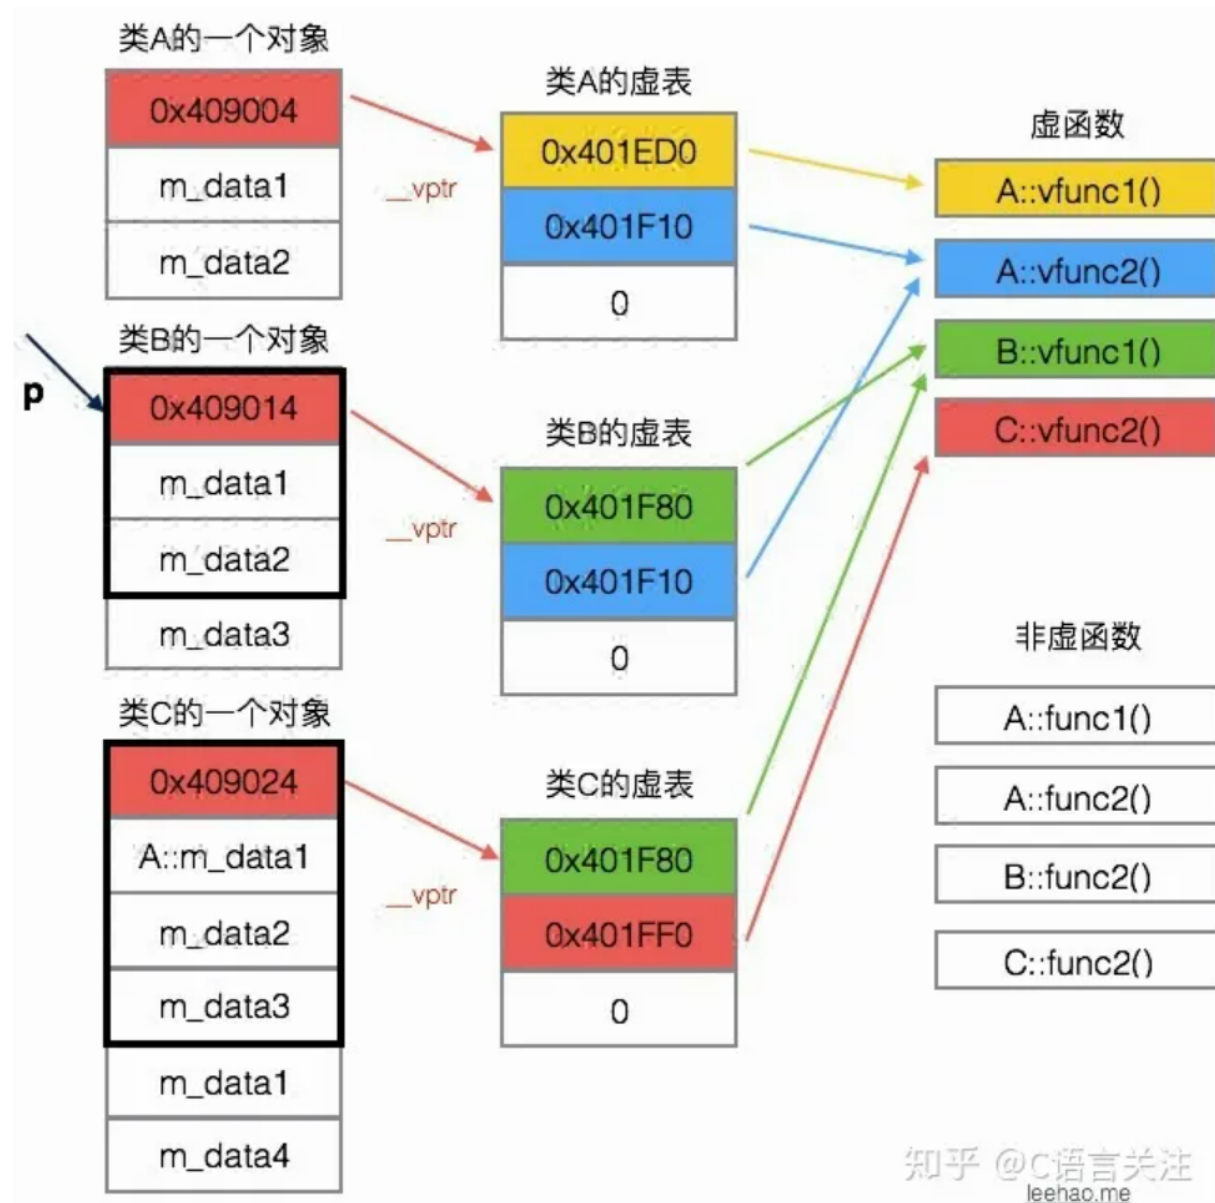 类A的一个对象
0x409004
m_data1
m_data2
__vptr
类A的虚表
0x401ED0
0x401F10
0
虚函数
A::vfunc1()
A::vfunc2()
B::vfunc1()
C::vfunc2()
p
类B的一个对象
0x409014
m_data1
m_data2
m_data3
__vptr
类B的虚表
0x401F80
0x401F10
0
非虚函数
A::func1()
A::func2()
B::func2()
C::func2()
类C的一个对象
0x409024
A::m_data1
m_data2
m_data3
m_data1
m_data4
__vptr
类C的虚表
0x401F80
0x401FF0
0
知乎 @C语言关注
leehao.me